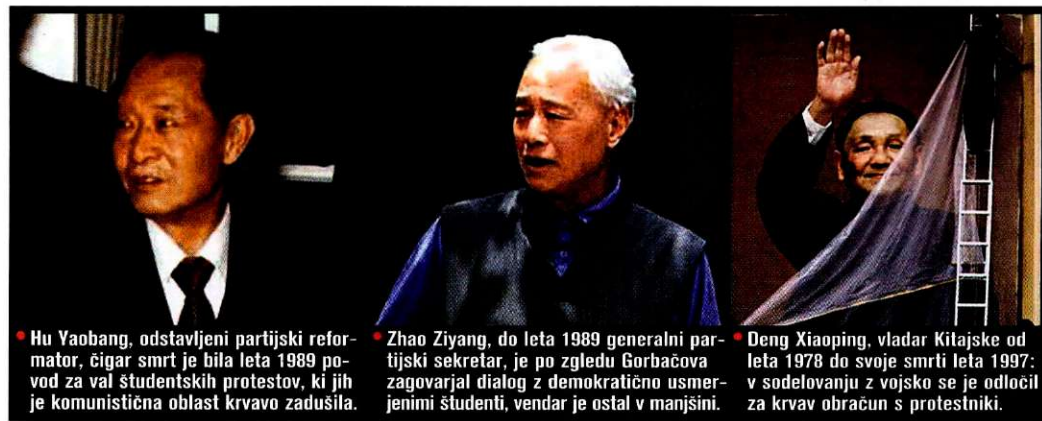 • Hu Yaobang, odstavljeni partijski refor-
mator, čigar smrt je bila leta 1989 po-
vod za val študentskih protestov, ki jih
je komunistična oblast krvavo zadušila.
• Zhao Ziyang, do leta 1989 generalni par-
tijski sekretar, je po zgledu Gorbačova
zagovarjal dialog z demokratično usmer-
jenimi študenti, vendar je ostal v manjšini.
• Deng Xiaoping, vladar Kitajske od
leta 1978 do svoje smrti leta 1997:
v sodelovanju z vojsko se je odločil
za krvav obračun s protestniki.